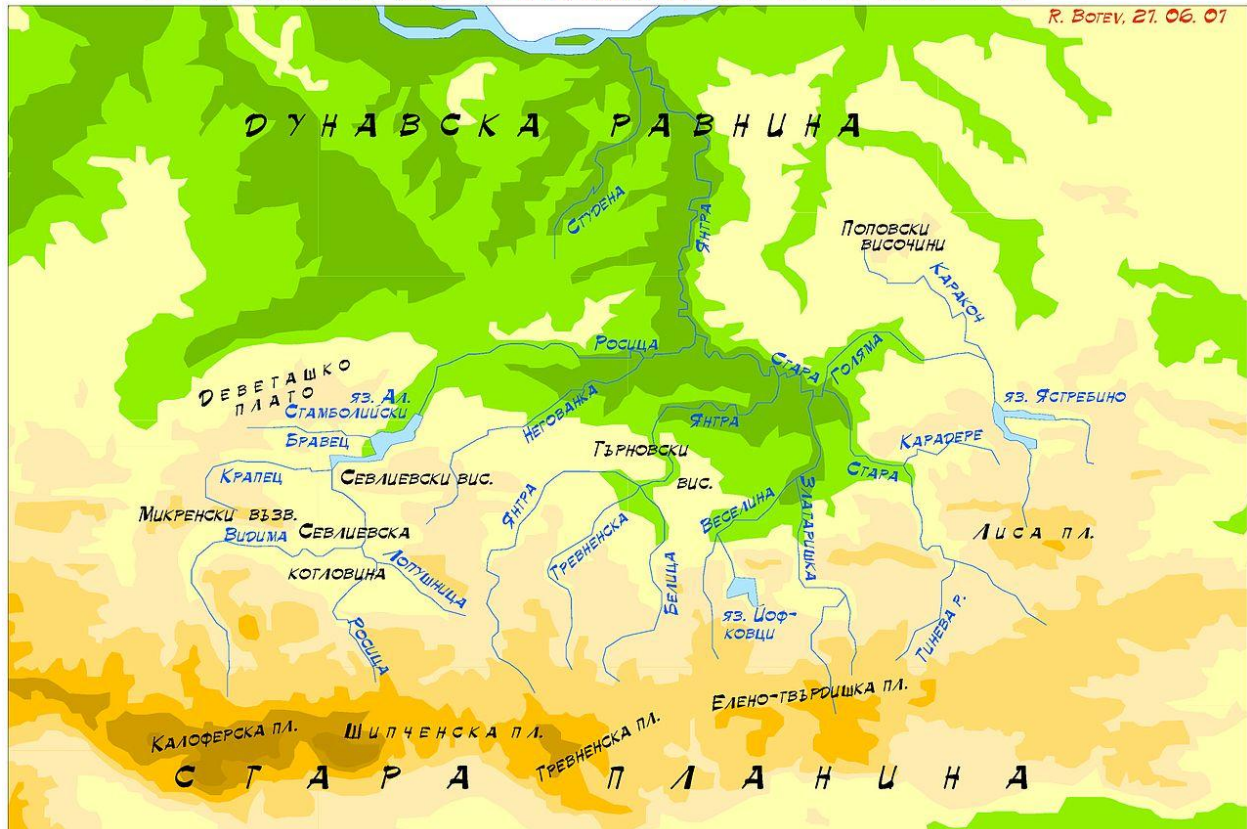 R. Botev, 27. 06. 07
ДУНАВСКА РАВНИНА
СТУДЕНА
ЯНТРА
ПОПОВСКИ
ВИСОЧИНИ
КАРАКОЧ
РОСИЦА
СТАРА
ГОЛЯМА
ДЕВЕТАШКО
ПЛАТО
ЯЗ. АЛ.
СТАМБОЛИЙСКИ
ЯЗ. ЯСТРЕБИНО
НЕГОВАНКА
ЯНТРА
БРАВЕЦ
КАРАДЕРЕ
ТЪРНОВСКИ
ВИС.
КРАПЕЦ
СЕВЛИЕВСКИ ВИС.
СТАРА
ЯНТРА
ВЕСЕЛИНА
ЗЛАТАРИШКА
МИКРЕНСКИ ВЪЗВ.
ВИДИМА
СЕВЛИЕВСКА
КОТЛОВИНА
ЛИСА ПЛ.
ТРЕВНЕНСКА
ЛОПУШНИЦА
БЕЛИЦА
ЯЗ. ЙОФ-
КОВЦИ
РОСИЦА
ТИНЕВА Р.
ЕЛЕНО-ТВЪРДИШКА ПЛ.
КАЛОФЕРСКА ПЛ.
ШИПЧЕНСКА ПЛ.
ТРЕВНЕНСКА ПЛ.
СТАРА ПЛАНИНА